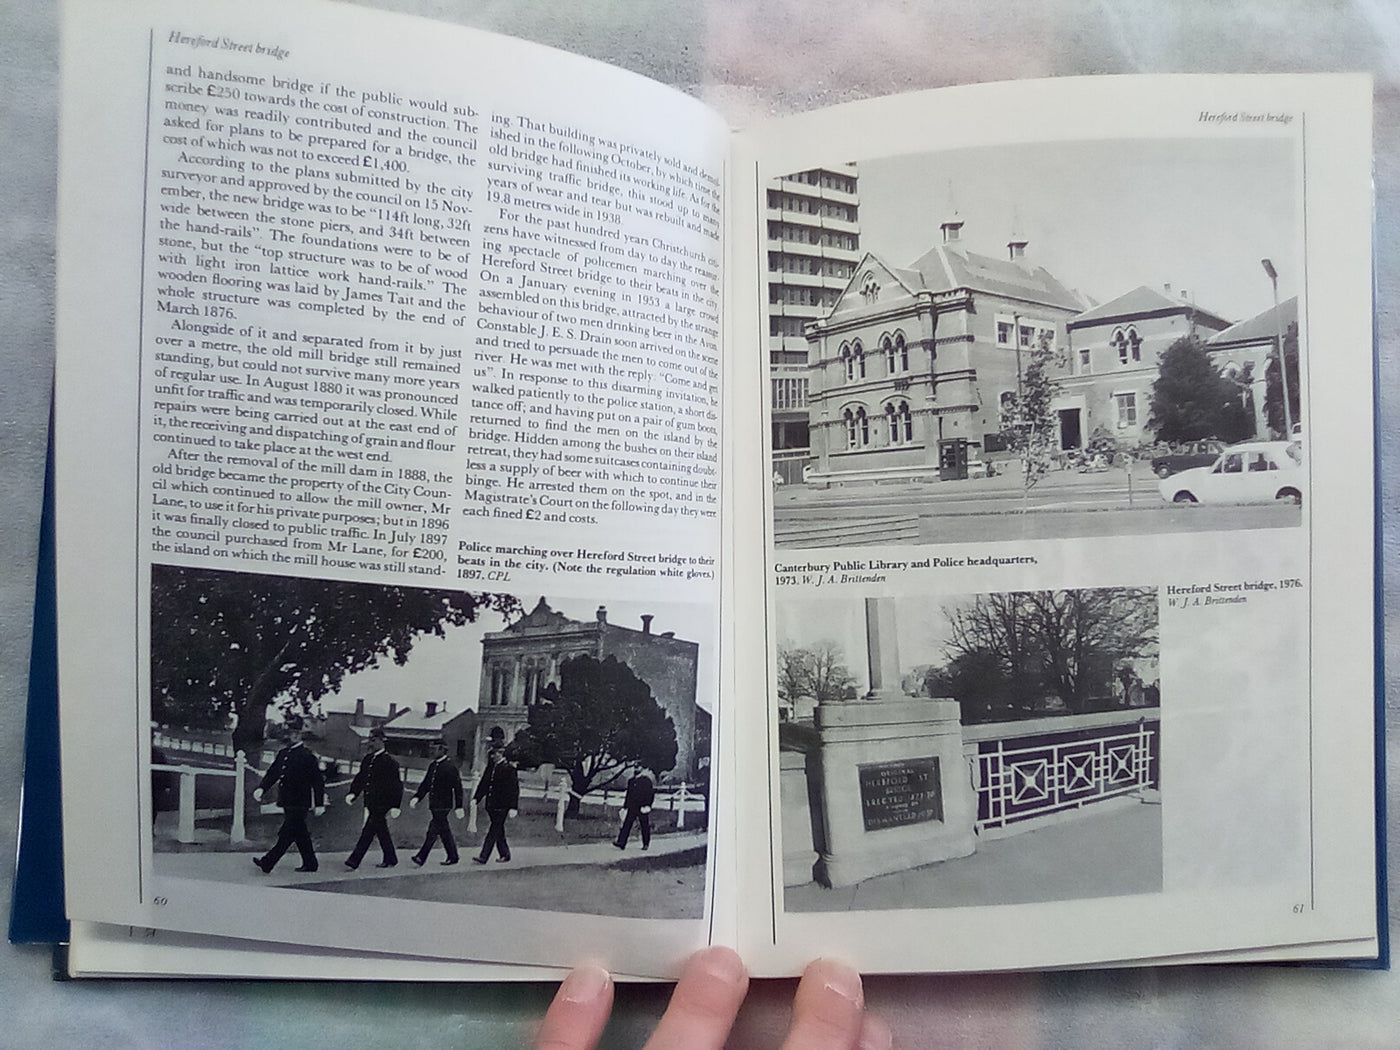 Hereford Street bridge
and handsome bridge if the public would sub-
scribe £250 towards the cost of construction. The
money was readily contributed and the council
asked for plans to be prepared for a bridge, the
cost of which was not to exceed £1,400.
According to the plans submitted by the city
surveyor and approved by the council on 15 Nov-
ember, the new bridge was to be "114ft long, 32ft
wide between the stone piers, and 34ft between
the hand-rails". The foundations were to be of
stone, but the "top structure was to be of wood
with light iron lattice work hand-rails." The
wooden flooring was laid by James Tait and the
whole structure was completed by the end of
March 1876.
Alongside of it and separated from it by just
over a metre, the old mill bridge still remained
standing, but could not survive many more years
of regular use. In August 1880 it was pronounced
unfit for traffic and was temporarily closed. While
repairs were being carried out at the east end of
it, the receiving and dispatching of grain and flour
continued to take place at the west end.
After the removal of the mill dam in 1888, the
old bridge became the property of the City Coun-
cil which continued to allow the mill owner, Mr
Lane, to use it for his private purposes; but in 1896
it was finally closed to public traffic. In July 1897
the council purchased from Mr Lane, for £200,
the island on which the mill house was still stand-
ing. That building was privately sold and demol-
ished in the following October, by which time the
old bridge had finished its working life. As for the
surviving traffic bridge, this stood up to many
years of wear and tear but was rebuilt and made
19.8 metres wide in 1938.
For the past hundred years Christchurch citi-
zens have witnessed from day to day the reassur-
ing spectacle of policemen marching over the
Hereford Street bridge to their beats in the city.
On a January evening in 1953 a large crowd
assembled on this bridge, attracted by the strange
behaviour of two men drinking beer in the Avon.
Constable J. E. S. Drain soon arrived on the scene
and tried to persuade the men to come out of the
river. He was met with the reply: "Come and get
us". In response to this disarming invitation, he
walked patiently to the police station, a short dis-
tance off; and having put on a pair of gum boots,
returned to find the men on the island by the
bridge. Hidden among the bushes on their island
retreat, they had some suitcases containing doubt-
less a supply of beer with which to continue their
binge. He arrested them on the spot, and in the
Magistrate's Court on the following day they were
each fined £2 and costs.
Police marching over Hereford Street bridge to their
beats in the city. (Note the regulation white gloves.)
1897. CPL
60
Hereford Street bridge
Canterbury Public Library and Police headquarters,
1973. W. J. A. Brittenden
Hereford Street bridge, 1976.
W. J. A. Brittenden
ORIGINAL
HEREFORD ST
BRIDGE
DISMANTLED 1937
61